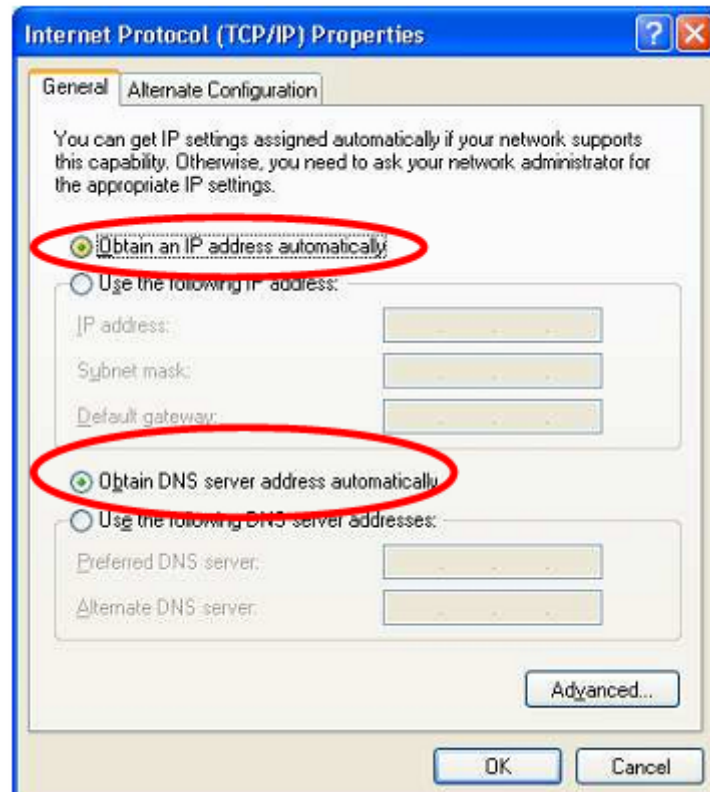 Internet Protocol (TCP/IP) Properties
General
Alternate Configuration
You can get IP settings assigned automatically if your network supports
this capability. Otherwise, you need to ask your network administrator for
the appropriate IP settings.
Obtain an IP address automatically
Use the following IP address:
IP address:
Subnet mask:
Default gateway:
Obtain DNS server address automatically
Use the following DNS server addresses:
Preferred DNS server:
Alternate DNS server:
Advanced...
OK
Cancel